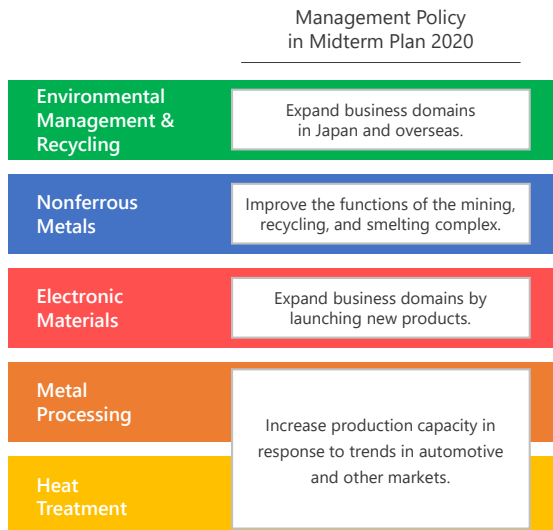 Management Policy
in Midterm Plan 2020
Environmental
Management &
Recycling
Expand business domains
in Japan and overseas.
Nonferrous
Metals
Improve the functions of the mining,
recycling, and smelting complex.
Electronic
Materials
Expand business domains by
launching new products.
Metal
Processing
Increase production capacity in
response to trends in automotive
and other markets.
Heat
Treatment